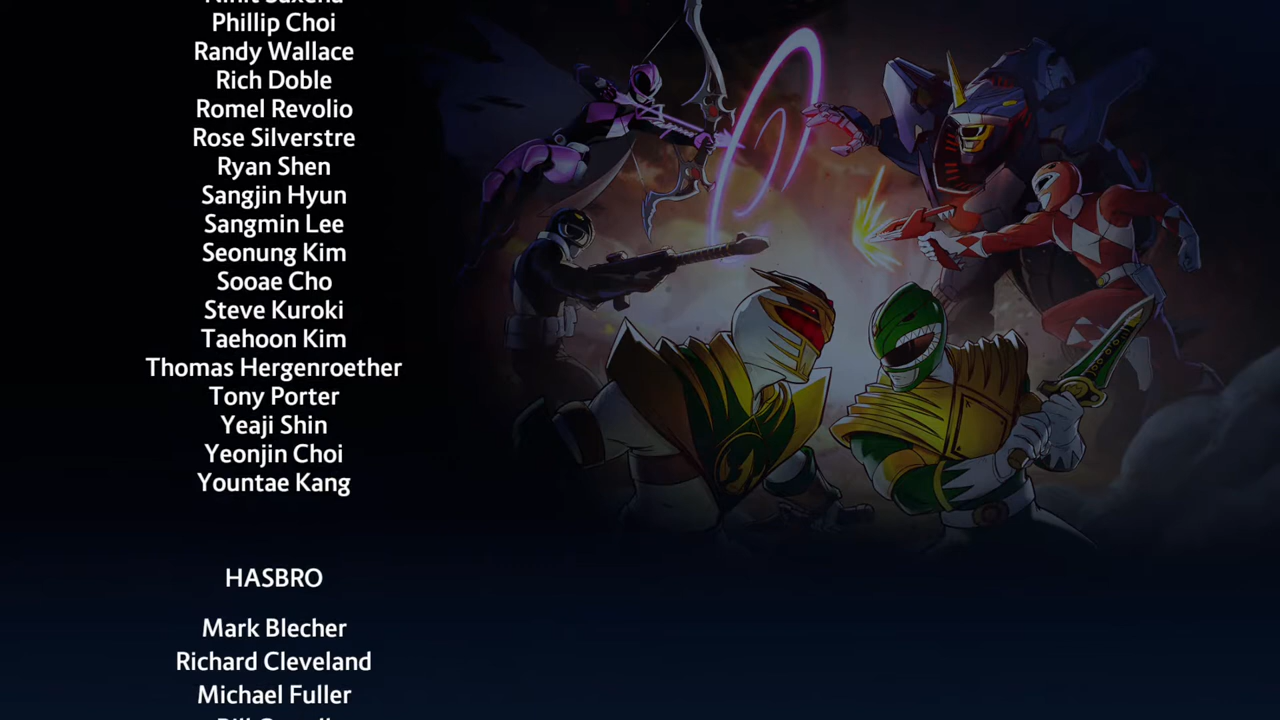 Phillip Choi
Randy Wallace
Rich Doble
Romel Revolio
Rose Silverstre
Ryan Shen
Sangjin Hyun
Sangmin Lee
Seonung Kim
Sooae Cho
Steve Kuroki
Taehoon Kim
Thomas Hergenroether
Tony Porter
Yeaji Shin
Yeonjin Choi
Yountae Kang
HASBRO
Mark Blecher
Richard Cleveland
Michael Fuller